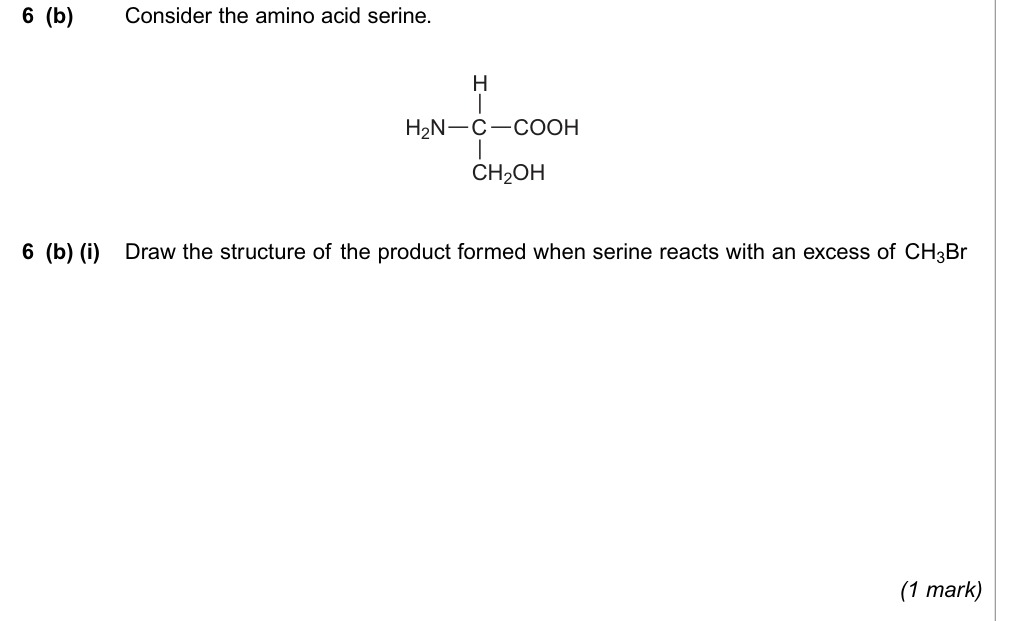 6 (b) Consider the amino acid serine.
H
H₂N—C—COOH
CH₂OH
6 (b) (i) Draw the structure of the product formed when serine reacts with an excess of CH₃Br
(1 mark)